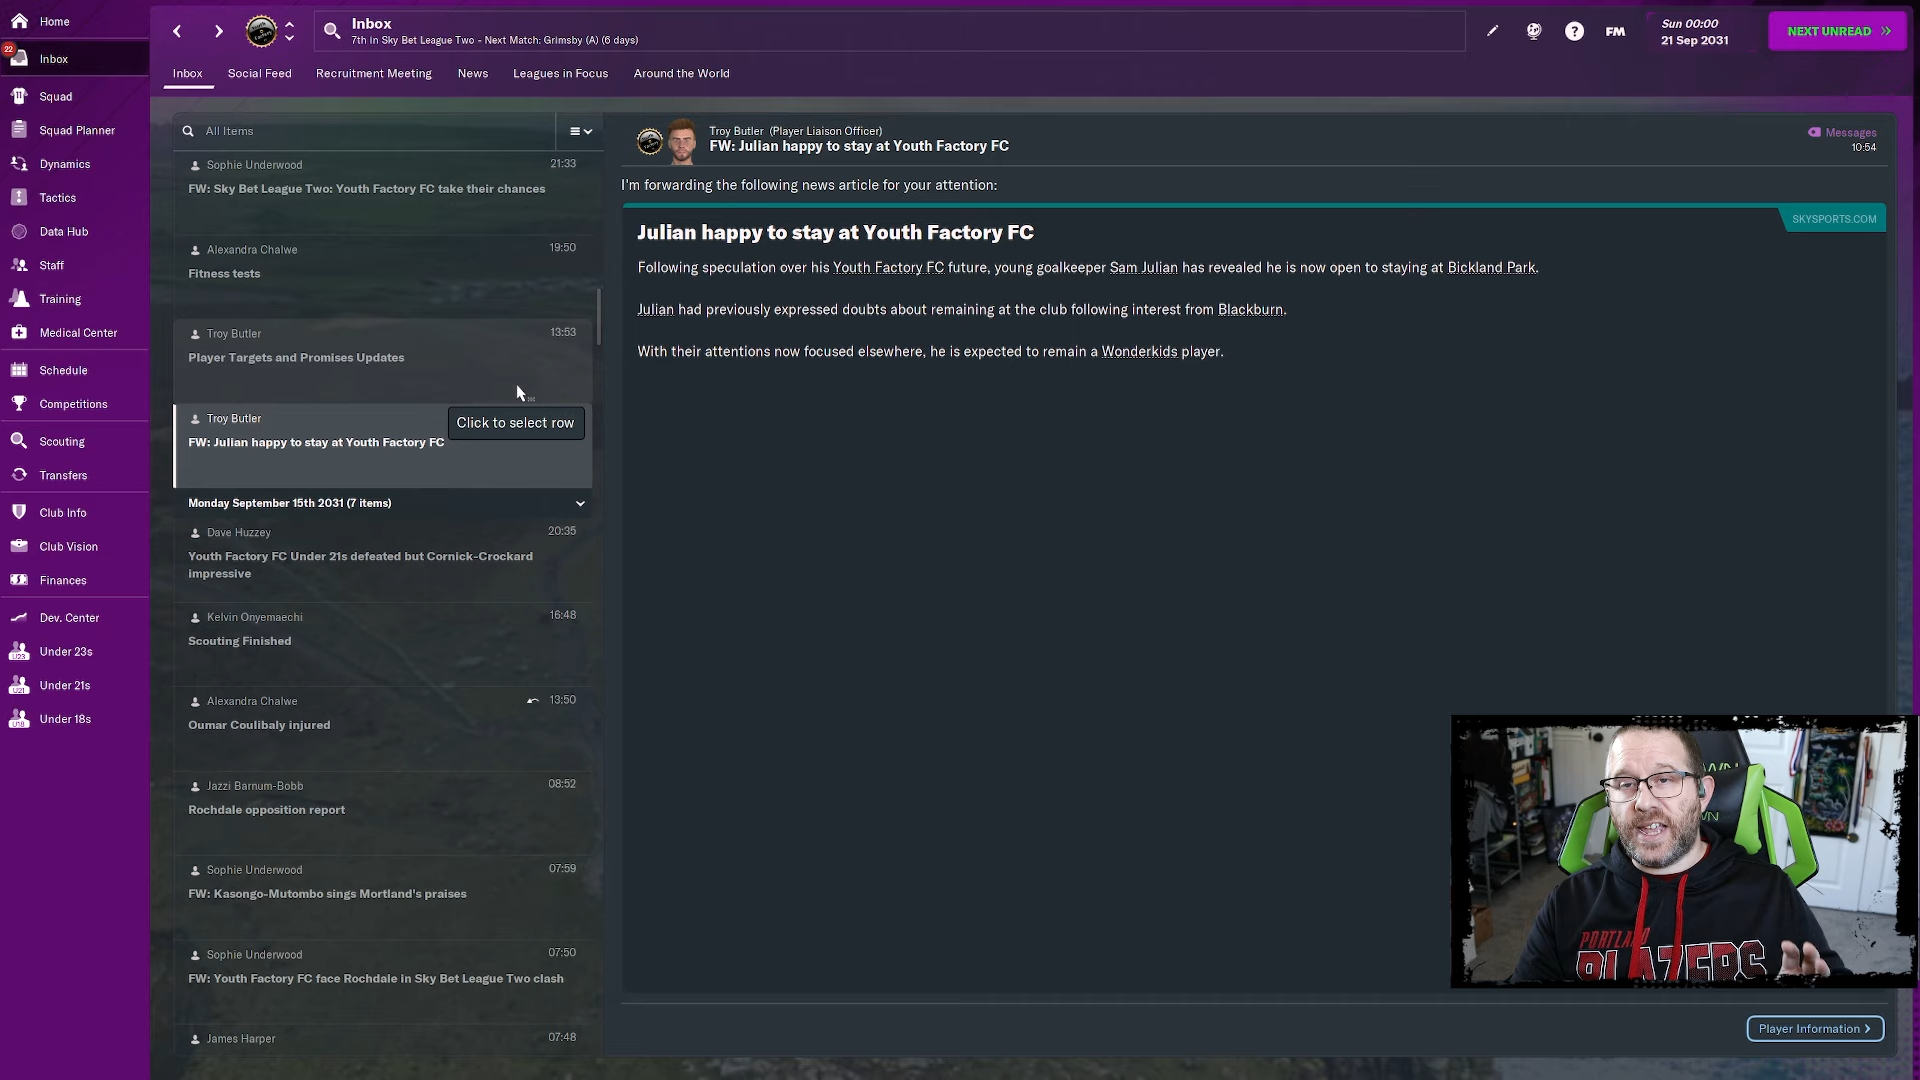 Home
22
Inbox
Squad
Squad Planner
Dynamics
Tactics
Data Hub
Staff
Training
Medical Center
Schedule
Competitions
Scouting
Transfers
Club Info
Club Vision
Finances
Dev. Center
U23
Under 23s
U21
Under 21s
U18
Under 18s
Inbox
7th in Sky Bet League Two - Next Match: Grimsby (A) (6 days)
FM
Sun 00:00
21 Sep 2031
NEXT UNREAD
Inbox
Social Feed
Recruitment Meeting
News
Leagues in Focus
Around the World
All Items
Sophie Underwood
21:33
FW: Sky Bet League Two: Youth Factory FC take their chances
Alexandra Chalwe
19:50
Fitness tests
Troy Butler
13:53
Player Targets and Promises Updates
Troy Butler
FW: Julian happy to stay at Youth Factory FC
Click to select row
Monday September 15th 2031 (7 items)
Dave Huzzey
20:35
Youth Factory FC Under 21s defeated but Cornick-Crockard
impressive
Kelvin Onyemaechi
16:48
Scouting Finished
Alexandra Chalwe
13:50
Oumar Coulibaly injured
Jazzi Barnum-Bobb
08:52
Rochdale opposition report
Sophie Underwood
07:59
FW: Kasongo-Mutombo sings Mortland's praises
Sophie Underwood
07:50
FW: Youth Factory FC face Rochdale in Sky Bet League Two clash
James Harper
07:48
Troy Butler (Player Liaison Officer)
FW: Julian happy to stay at Youth Factory FC
Messages
10:54
I'm forwarding the following news article for your attention:
SKYSPORTS.COM
Julian happy to stay at Youth Factory FC
Following speculation over his Youth Factory FC future, young goalkeeper Sam Julian has revealed he is now open to staying at Bickland Park.
Julian had previously expressed doubts about remaining at the club following interest from Blackburn.
With their attentions now focused elsewhere, he is expected to remain a Wonderkids player.
PORTLAND
BLAZERS
Player Information